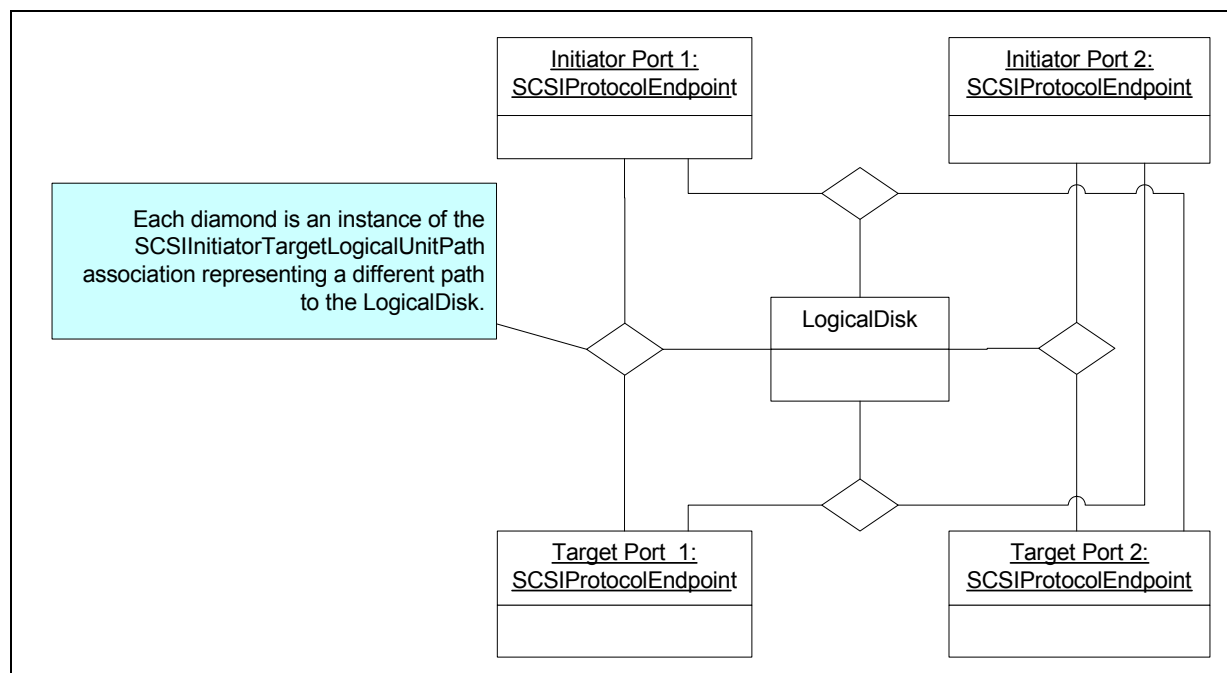 Initiator Port 1:
SCSIProtocolEndpoint
Initiator Port 2:
SCSIProtocolEndpoint
Each diamond is an instance of the
SCSIInitiatorTargetLogicalUnitPath
association representing a different path
to the LogicalDisk.
LogicalDisk
Target Port 1:
SCSIProtocolEndpoint
Target Port 2:
SCSIProtocolEndpoint